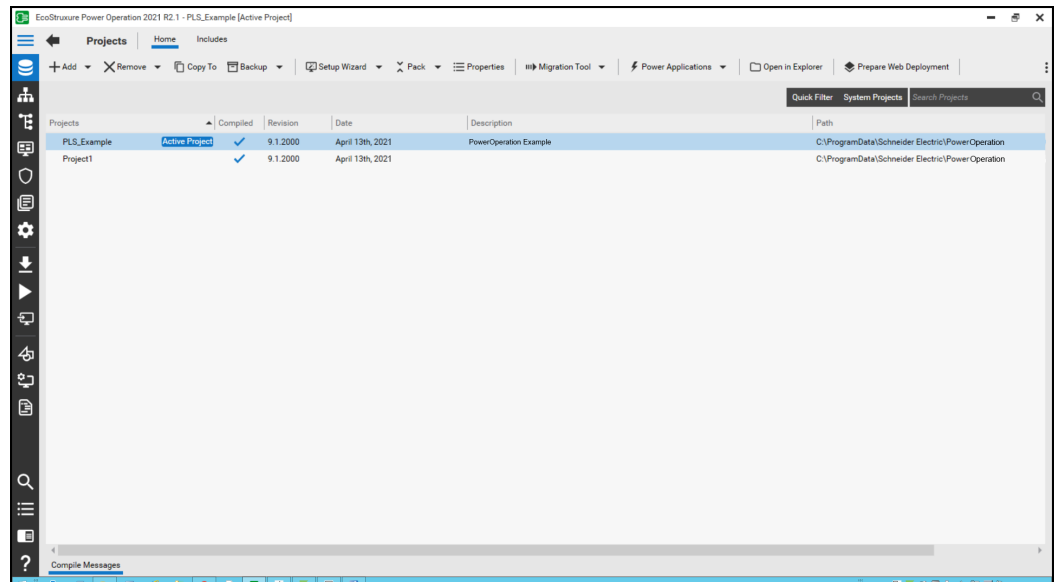 EcoStruxure Power Operation 2021 R2.1 - PLS_Example [Active Project]
Projects Home Includes
Add Remove Copy To Backup Setup Wizard Pack Properties Migration Tool Power Applications Open in Explorer Prepare Web Deployment
Quick Filter System Projects Search Projects
Projects Compiled Revision Date Description Path
PLS_Example Active Project 9.1.2000 April 13th, 2021 PowerOperation Example C:\ProgramData\Schneider Electric\PowerOperation
Project1 9.1.2000 April 13th, 2021 C:\ProgramData\Schneider Electric\PowerOperation
Compile Messages